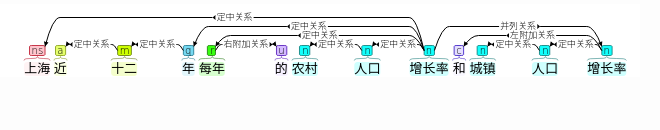 定中关系
定中关系 并列关系
定中关系 左附加关系
定中关系 定中关系 右附加关系 定中关系 定中关系 定中关系 定中关系
ns a m q r u n n n c n n n
上海 近 十二 年 每年 的 农村 人口 增长率 和 城镇 人口 增长率